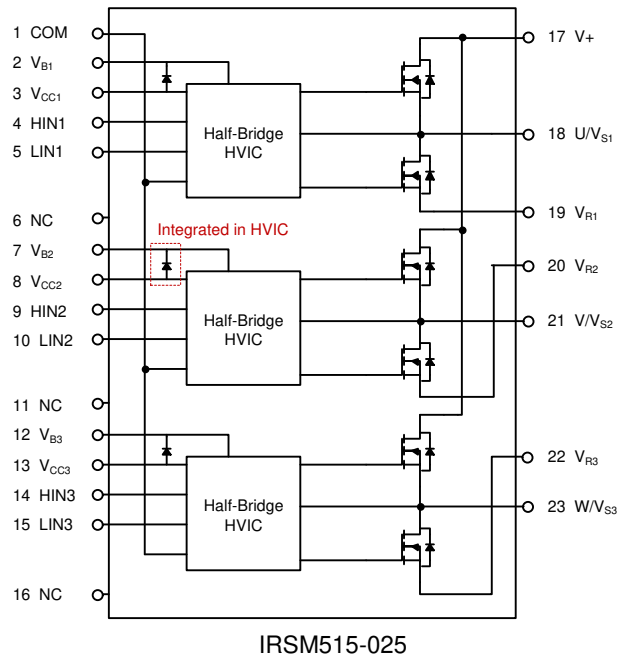 1 COM
2 VB1
3 VCC1
4 HIN1
5 LIN1
6 NC
7 VB2
8 VCC2
9 HIN2
10 LIN2
11 NC
12 VB3
13 VCC3
14 HIN3
15 LIN3
16 NC
Half-Bridge
HVIC
Integrated in HVIC
Half-Bridge
HVIC
Half-Bridge
HVIC
17 V+
18 U/VS1
19 VR1
20 VR2
21 V/VS2
22 VR3
23 W/VS3
IRSM515-025